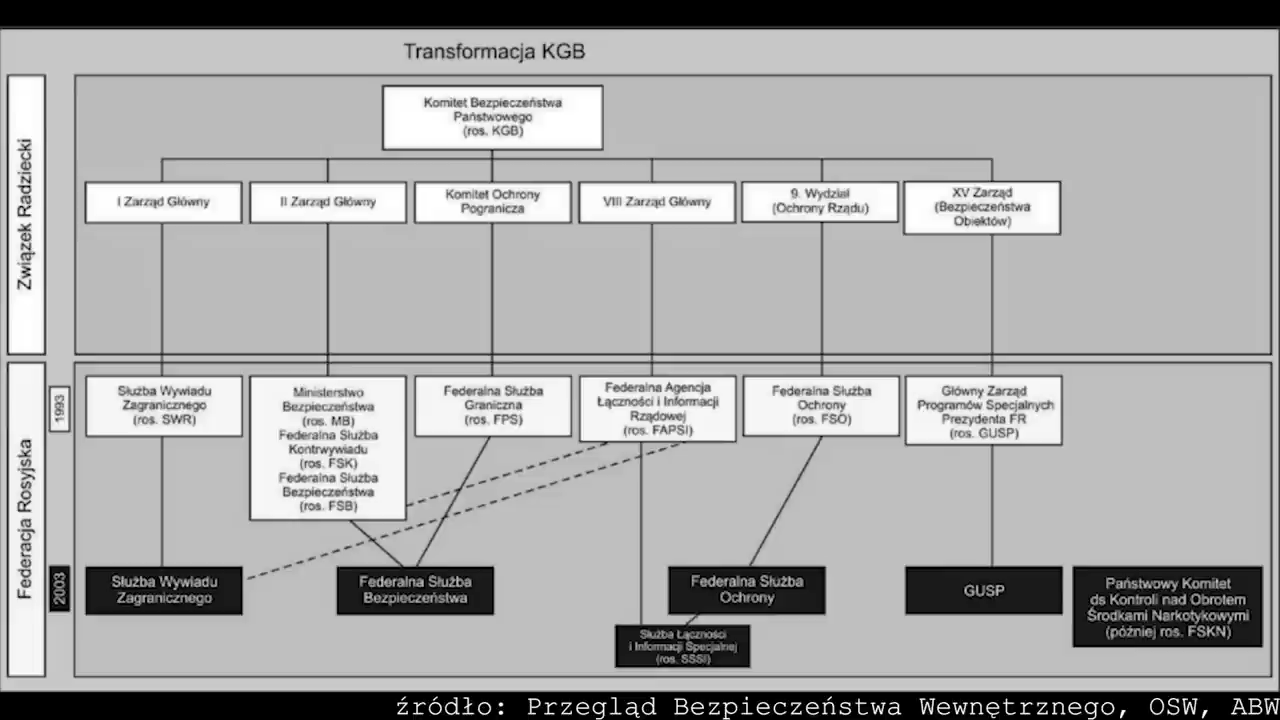 Transformacja KGB
Związek Radziecki
Komitet Bezpieczeństwa
Państwowego
(ros. KGB)
I Zarząd Główny
II Zarząd Główny
Komitet Ochrony
Pogranicza
VIII Zarząd Główny
9. Wydział
(Ochrony Rządu)
XV Zarząd
(Bezpieczeństwa
Obiektów)
Federacja Rosyjska
1993
Służba Wywiadu
Zagranicznego
(ros. SWR)
Ministerstwo
Bezpieczeństwa
(ros. MB)
Federalna Służba
Kontrwywiadu
(ros. FSK)
Federalna Służba
Bezpieczeństwa
(ros. FSB)
Federalna Służba
Graniczna
(ros. FPS)
Federalna Agencja
Łączności i Informacji
Rządowej
(ros. FAPSI)
Federalna Służba
Ochrony
(ros. FSO)
Główny Zarząd
Programów Specjalnych
Prezydenta FR
(ros. GUSP)
2003
Służba Wywiadu
Zagranicznego
Federalna Służba
Bezpieczeństwa
Federalna Służba
Ochrony
Służba Łączności
i Informacji Specjalnej
(ros. SSSI)
GUSP
Państwowy Komitet
ds Kontroli nad Obrotem
Środkami Narkotykowymi
(później ros. FSKN)
źródło: Przegląd Bezpieczeństwa Wewnętrznego, OSW, ABW